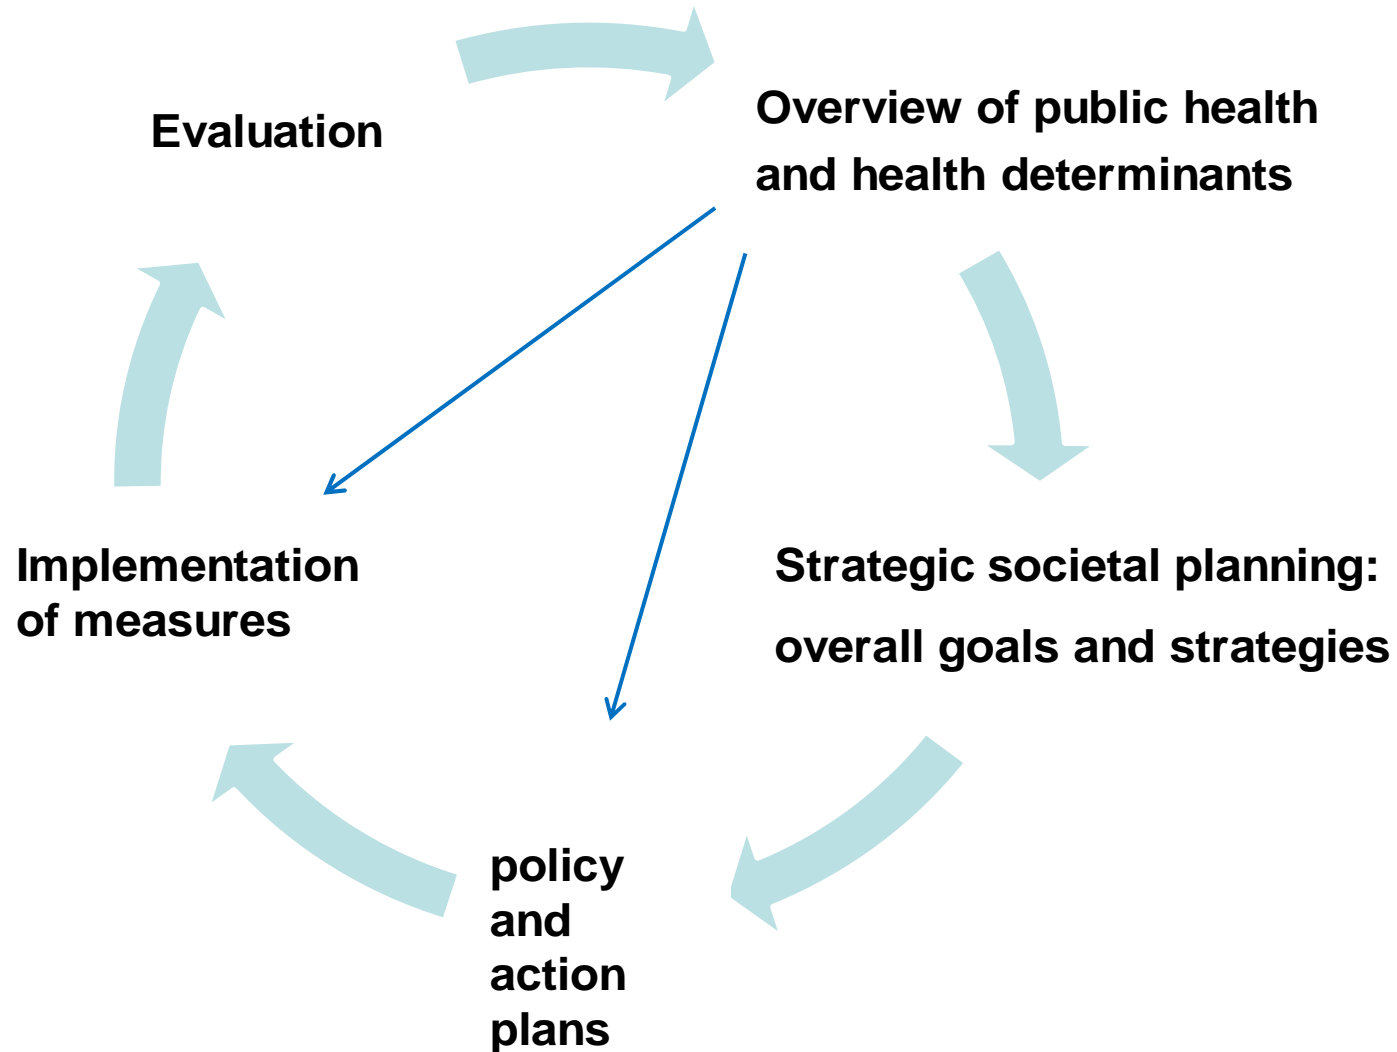 Evaluation
Overview of public health
and health determinants
Strategic societal planning:
overall goals and strategies
policy
and
action
plans
Implementation
of measures